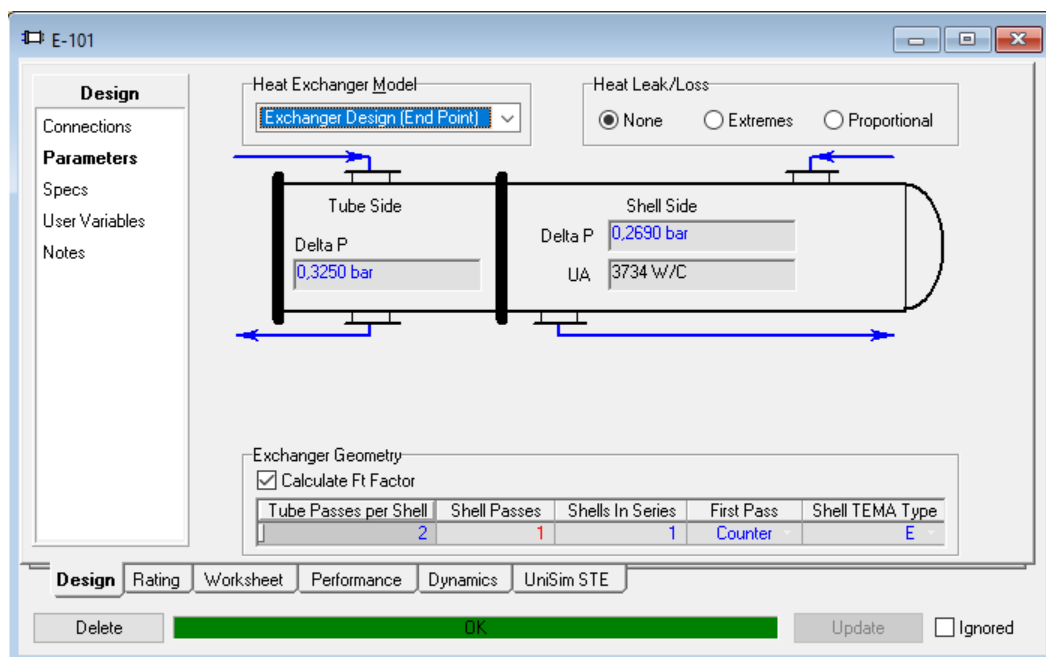 E-101
Design
Connections
Parameters
Specs
User Variables
Notes
Heat Exchanger Model
Exchanger Design (End Point)
Heat Leak/Loss
None Extremes Proportional
Tube Side
Delta P
0,3250 bar
Shell Side
Delta P 0,2690 bar
UA 3734 W/C
Exchanger Geometry
Calculate Ft Factor
Tube Passes per Shell Shell Passes Shells In Series First Pass Shell TEMA Type
2 1 1 Counter E
Design Rating Worksheet Performance Dynamics UniSim STE
Delete OK Update Ignored